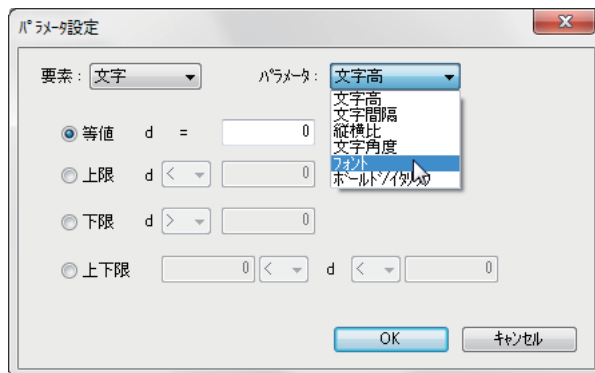 ﾊﾟﾗﾒｰﾀ設定
要素 : 文字
ﾊﾟﾗﾒｰﾀ : 文字高
文字高
文字間隔
縦横比
文字角度
ﾌｫﾝﾄ
ﾎﾞｰﾙﾄﾞ/ｲﾀﾘｯｸ
等値 d = 0
上限 d < 0
下限 d > 0
上下限 0 < d < 0
OK
ｷｬﾝｾﾙ